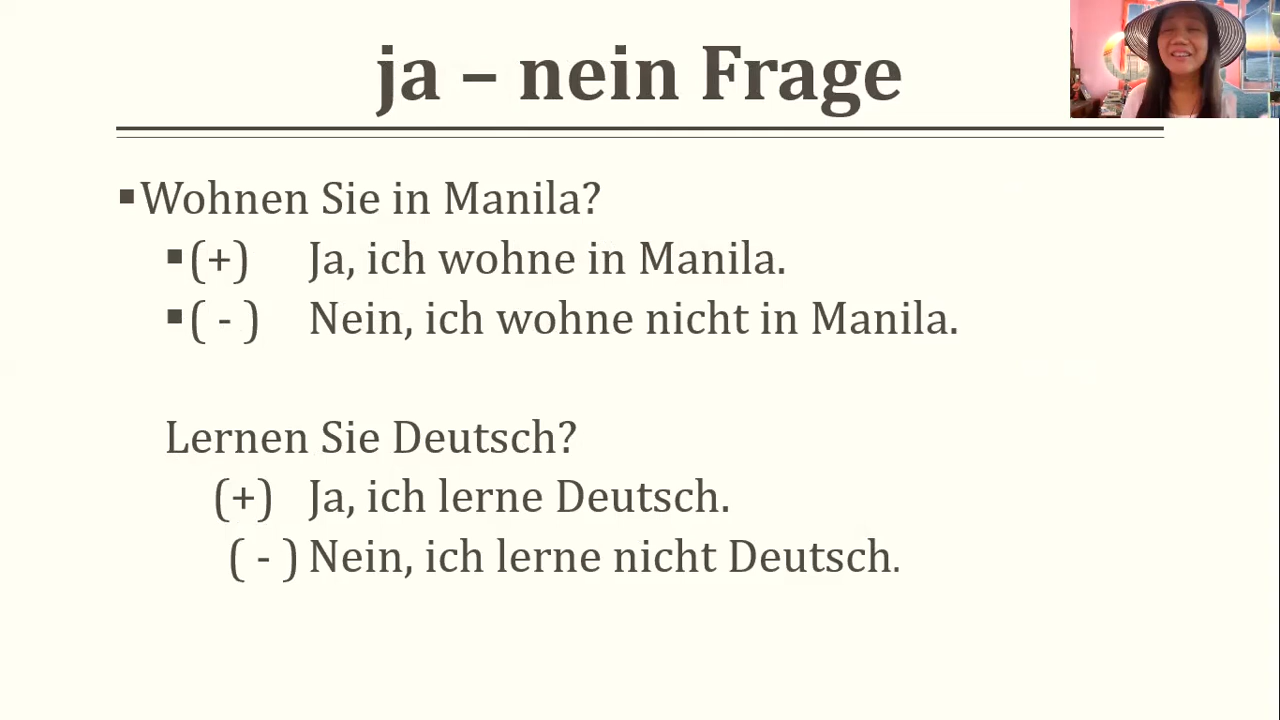 ja – nein Frage
▪Wohnen Sie in Manila?
▪(+) Ja, ich wohne in Manila.
▪( - ) Nein, ich wohne nicht in Manila.
Lernen Sie Deutsch?
(+) Ja, ich lerne Deutsch.
( - ) Nein, ich lerne nicht Deutsch.